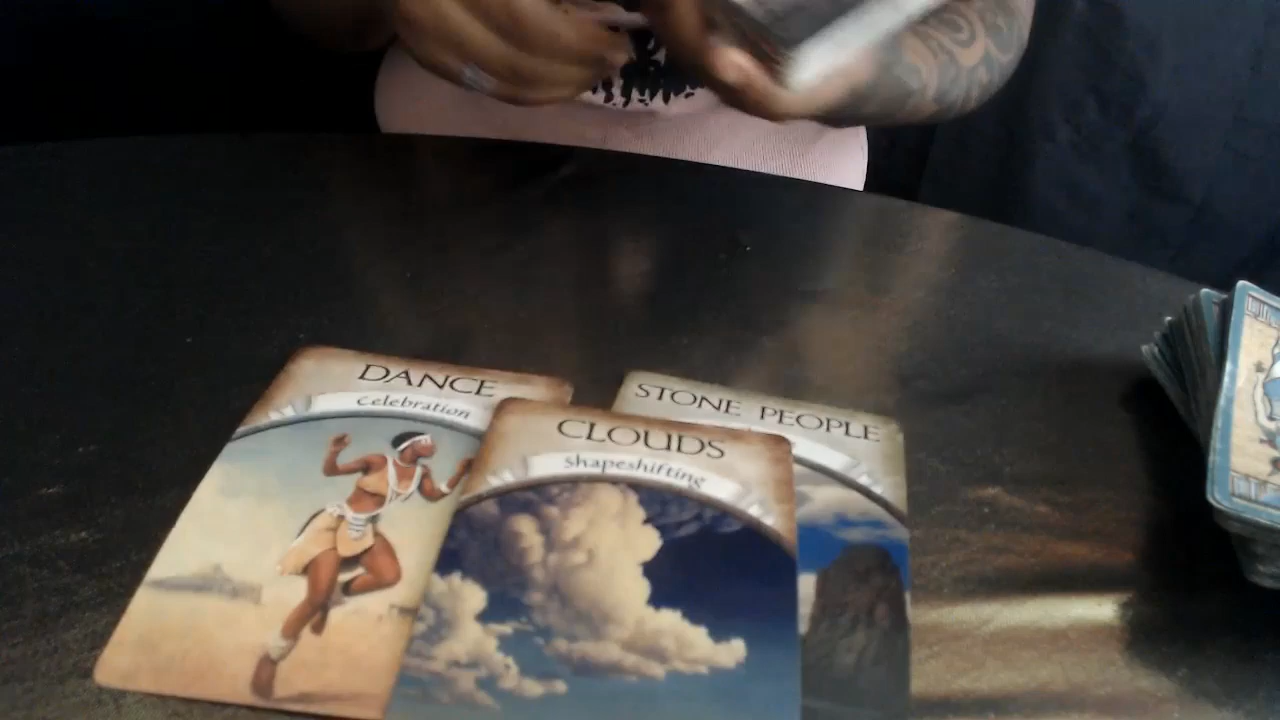 DANCE
Celebration
CLOUDS
Shapeshifting
STONE PEOPLE